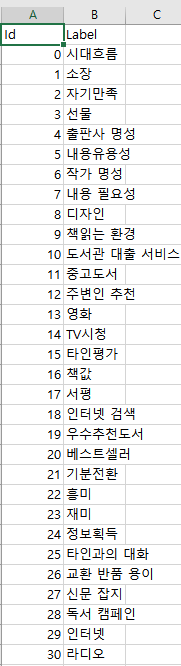 A B C
Id Label
0 시대흐름
1 소장
2 자기만족
3 선물
4 출판사 명성
5 내용유용성
6 작가 명성
7 내용 필요성
8 디자인
9 책읽는 환경
10 도서관 대출 서비스
11 중고도서
12 주변인 추천
13 영화
14 TV시청
15 타인평가
16 책값
17 서평
18 인터넷 검색
19 우수추천도서
20 베스트셀러
21 기분전환
22 흥미
23 재미
24 정보획득
25 타인과의 대화
26 교환 반품 용이
27 신문 잡지
28 독서 캠페인
29 인터넷
30 라디오